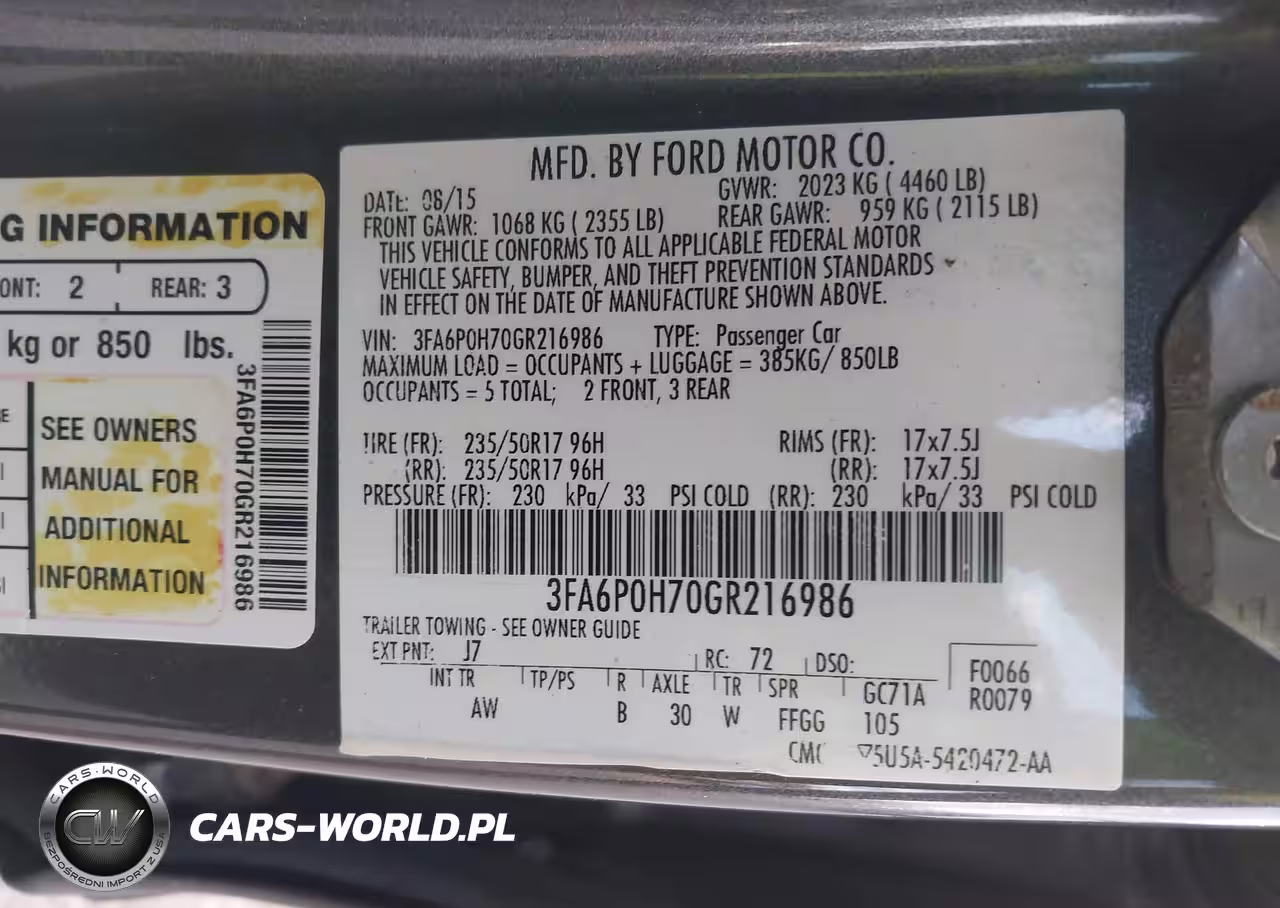 G INFORMATION
ONT: 2 REAR: 3
kg or 850 lbs.
SEE OWNERS
MANUAL FOR
ADDITIONAL
INFORMATION
3FA6P0H70GR216986
MFD. BY FORD MOTOR CO.
DATE: 08/15 GVWR: 2023 KG ( 4460 LB)
FRONT GAWR: 1068 KG ( 2355 LB) REAR GAWR: 959 KG ( 2115 LB)
THIS VEHICLE CONFORMS TO ALL APPLICABLE FEDERAL MOTOR
VEHICLE SAFETY, BUMPER, AND THEFT PREVENTION STANDARDS
IN EFFECT ON THE DATE OF MANUFACTURE SHOWN ABOVE.
VIN: 3FA6P0H70GR216986 TYPE: Passenger Car
MAXIMUM LOAD = OCCUPANTS + LUGGAGE = 385KG/ 850LB
OCCUPANTS = 5 TOTAL; 2 FRONT, 3 REAR
TIRE (FR): 235/50R17 96H RIMS (FR): 17x7.5J
(RR): 235/50R17 96H (RR): 17x7.5J
PRESSURE (FR): 230 kPa/ 33 PSI COLD (RR): 230 kPa/ 33 PSI COLD
3FA6P0H70GR216986
TRAILER TOWING - SEE OWNER GUIDE
EXT PNT: J7 RC: 72 DSO: F0066
R0079
INT TR TP/PS R AXLE TR SPR GC71A
AW B 30 W FFGG 105
5U5A-5420472-AA
CARS-WORLD
CW
BEZPOŚREDNI IMPORT Z USA
CARS-WORLD.PL